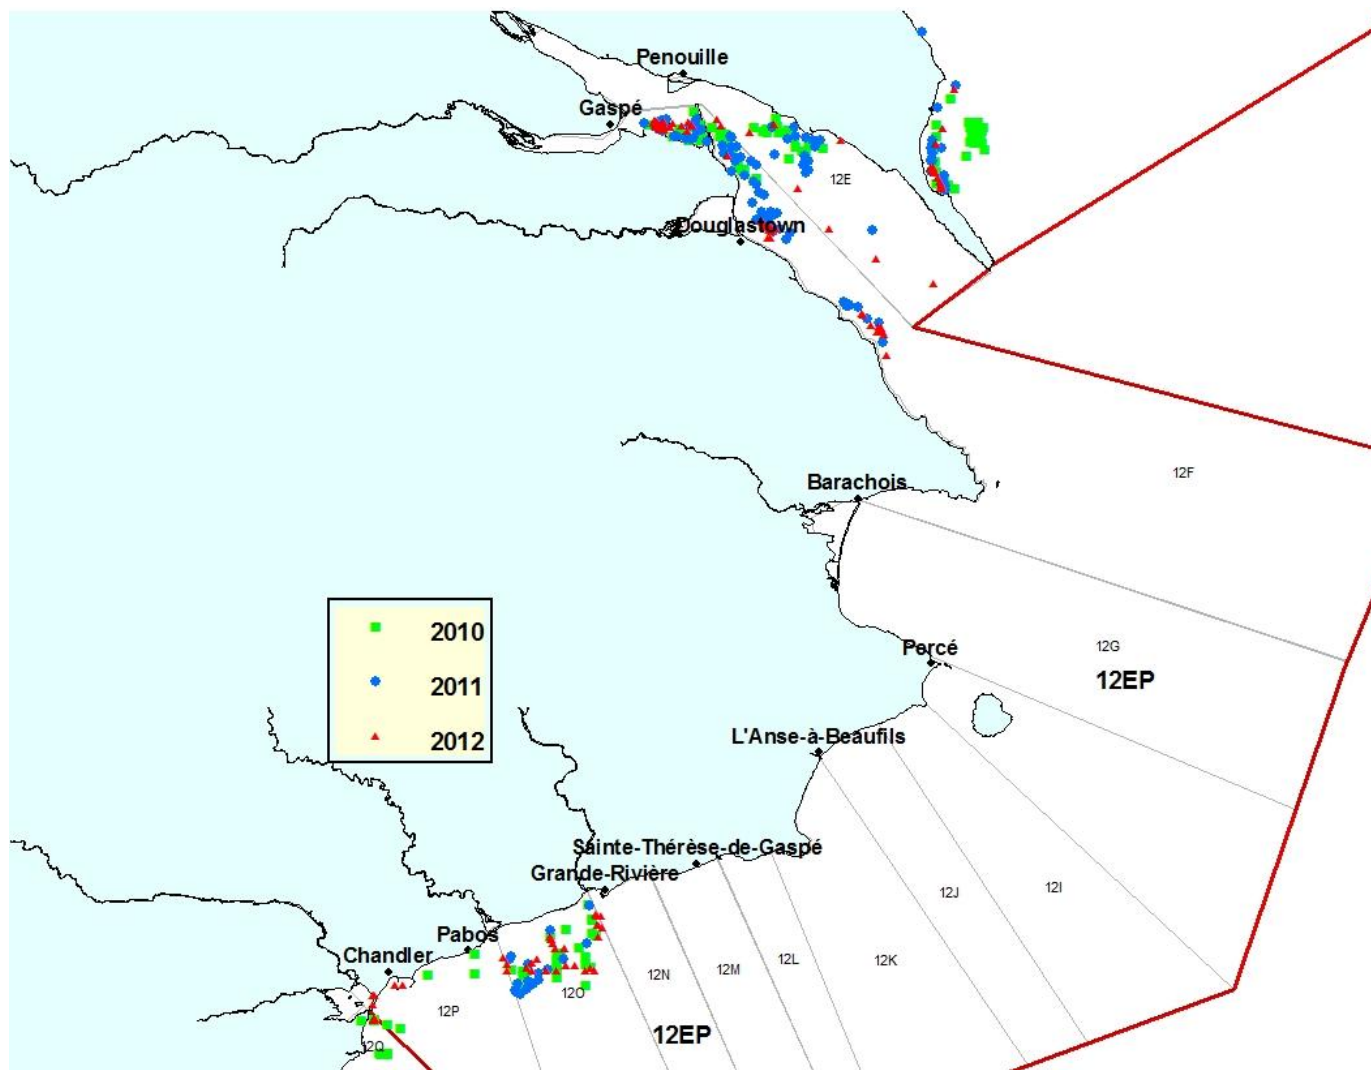 Penouille
Gaspé
12E
Douglastown
12F
Barachois
2010
2011
2012
Percé
12G
12EP
L'Anse-à-Beaufils
Sainte-Thérèse-de-Gaspé
Grande-Rivière
12J
12I
Pabos
Chandler
12N
12M
12L
12K
12P
12O
12EP
12Q